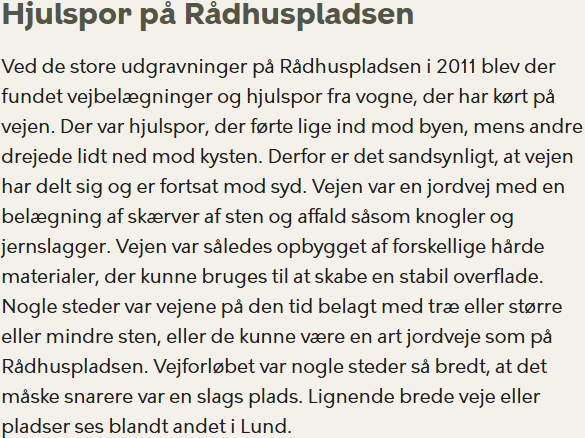 Hjulspor på Rådhuspladsen
Ved de store udgravninger på Rådhuspladsen i 2011 blev der
fundet vejbelægninger og hjulspor fra vogne, der har kørt på
vejen. Der var hjulspor, der førte lige ind mod byen, mens andre
drejede lidt ned mod kysten. Derfor er det sandsynligt, at vejen
har delt sig og er fortsat mod syd. Vejen var en jordvej med en
belægning af skærver af sten og affald såsom knogler og
jernslagger. Vejen var således opbygget af forskellige hårde
materialer, der kunne bruges til at skabe en stabil overflade.
Nogle steder var vejene på den tid belagt med træ eller større
eller mindre sten, eller de kunne være en art jordveje som på
Rådhuspladsen. Vejforløbet var nogle steder så bredt, at det
måske snarere var en slags plads. Lignende brede veje eller
pladser ses blandt andet i Lund.